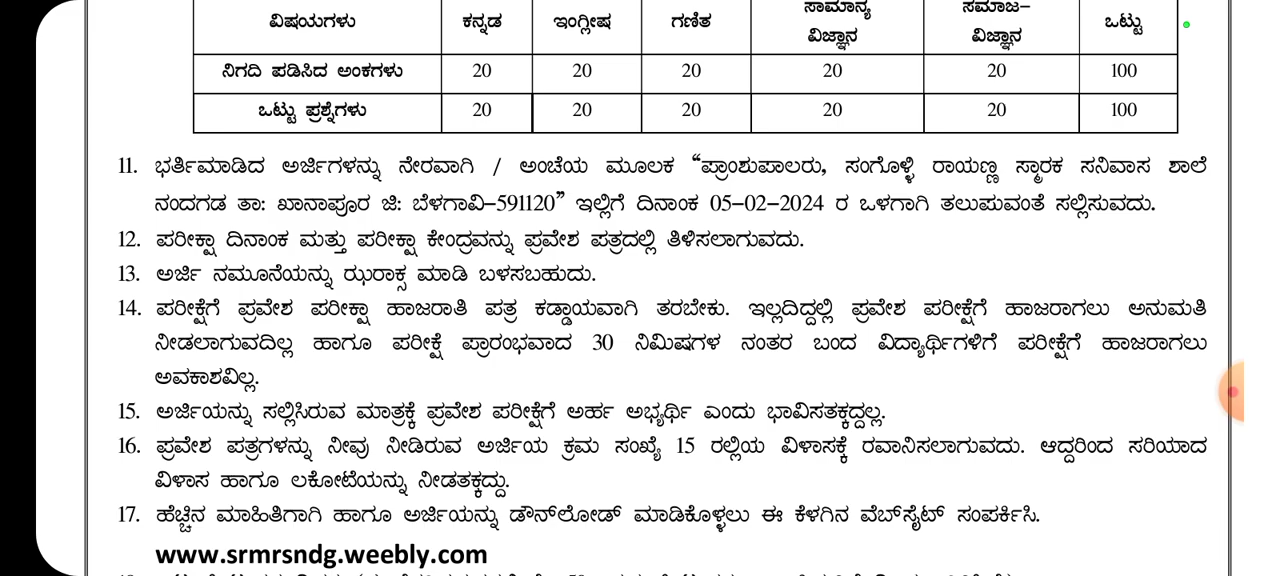 ವಿಷಯಗಳು ಕನ್ನಡ ಇಂಗ್ಲೀಷ ಗಣಿತ ಸಾಮಾನ್ಯ ವಿಜ್ಞಾನ ಸಮಾಜ– ವಿಜ್ಞಾನ ಒಟ್ಟು
ನಿಗದಿ ಪಡಿಸಿದ ಅಂಕಗಳು 20 20 20 20 20 100
ಒಟ್ಟು ಪ್ರಶ್ನೆಗಳು 20 20 20 20 20 100
11. ಭರ್ತಿಮಾಡಿದ ಅರ್ಜಿಗಳನ್ನು ನೇರವಾಗಿ / ಅಂಚೆಯ ಮೂಲಕ “ಪ್ರಾಂಶುಪಾಲರು, ಸಂಗೊಳ್ಳಿ ರಾಯಣ್ಣ ಸ್ಮಾರಕ ಸನಿವಾಸ ಶಾಲೆ
ನಂದಗಡ ತಾ: ಖಾನಾಪೂರ ಜಿ: ಬೆಳಗಾವಿ–591120” ಇಲ್ಲಿಗೆ ದಿನಾಂಕ 05–02–2024 ರ ಒಳಗಾಗಿ ತಲುಪುವಂತೆ ಸಲ್ಲಿಸುವದು.
12. ಪರೀಕ್ಷಾ ದಿನಾಂಕ ಮತ್ತು ಪರೀಕ್ಷಾ ಕೇಂದ್ರವನ್ನು ಪ್ರವೇಶ ಪತ್ರದಲ್ಲಿ ತಿಳಿಸಲಾಗುವದು.
13. ಅರ್ಜಿ ನಮೂನೆಯನ್ನು ಝರಾಕ್ಸ ಮಾಡಿ ಬಳಸಬಹುದು.
14. ಪರೀಕ್ಷೆಗೆ ಪ್ರವೇಶ ಪರೀಕ್ಷಾ ಹಾಜರಾತಿ ಪತ್ರ ಕಡ್ಡಾಯವಾಗಿ ತರಬೇಕು. ಇಲ್ಲದಿದ್ದಲ್ಲಿ ಪ್ರವೇಶ ಪರೀಕ್ಷೆಗೆ ಹಾಜರಾಗಲು ಅನುಮತಿ
ನೀಡಲಾಗುವದಿಲ್ಲ ಹಾಗೂ ಪರೀಕ್ಷೆ ಪ್ರಾರಂಭವಾದ 30 ನಿಮಿಷಗಳ ನಂತರ ಬಂದ ವಿದ್ಯಾರ್ಥಿಗಳಿಗೆ ಪರೀಕ್ಷೆಗೆ ಹಾಜರಾಗಲು
ಅವಕಾಶವಿಲ್ಲ.
15. ಅರ್ಜಿಯನ್ನು ಸಲ್ಲಿಸಿರುವ ಮಾತ್ರಕ್ಕೆ ಪ್ರವೇಶ ಪರೀಕ್ಷೆಗೆ ಅರ್ಹ ಅಭ್ಯರ್ಥಿ ಎಂದು ಭಾವಿಸತಕ್ಕದ್ದಲ್ಲ.
16. ಪ್ರವೇಶ ಪತ್ರಗಳನ್ನು ನೀವು ನೀಡಿರುವ ಅರ್ಜಿಯ ಕ್ರಮ ಸಂಖ್ಯೆ 15 ರಲ್ಲಿಯ ವಿಳಾಸಕ್ಕೆ ರವಾನಿಸಲಾಗುವದು. ಆದ್ದರಿಂದ ಸರಿಯಾದ
ವಿಳಾಸ ಹಾಗೂ ಲಕೋಟೆಯನ್ನು ನೀಡತಕ್ಕದ್ದು.
17. ಹೆಚ್ಚಿನ ಮಾಹಿತಿಗಾಗಿ ಹಾಗೂ ಅರ್ಜಿಯನ್ನು ಡೌನ್‌ಲೋಡ್ ಮಾಡಿಕೊಳ್ಳಲು ಈ ಕೆಳಗಿನ ವೆಬ್‌ಸೈಟ್ ಸಂಪರ್ಕಿಸಿ.
www.srmrsndg.weebly.com